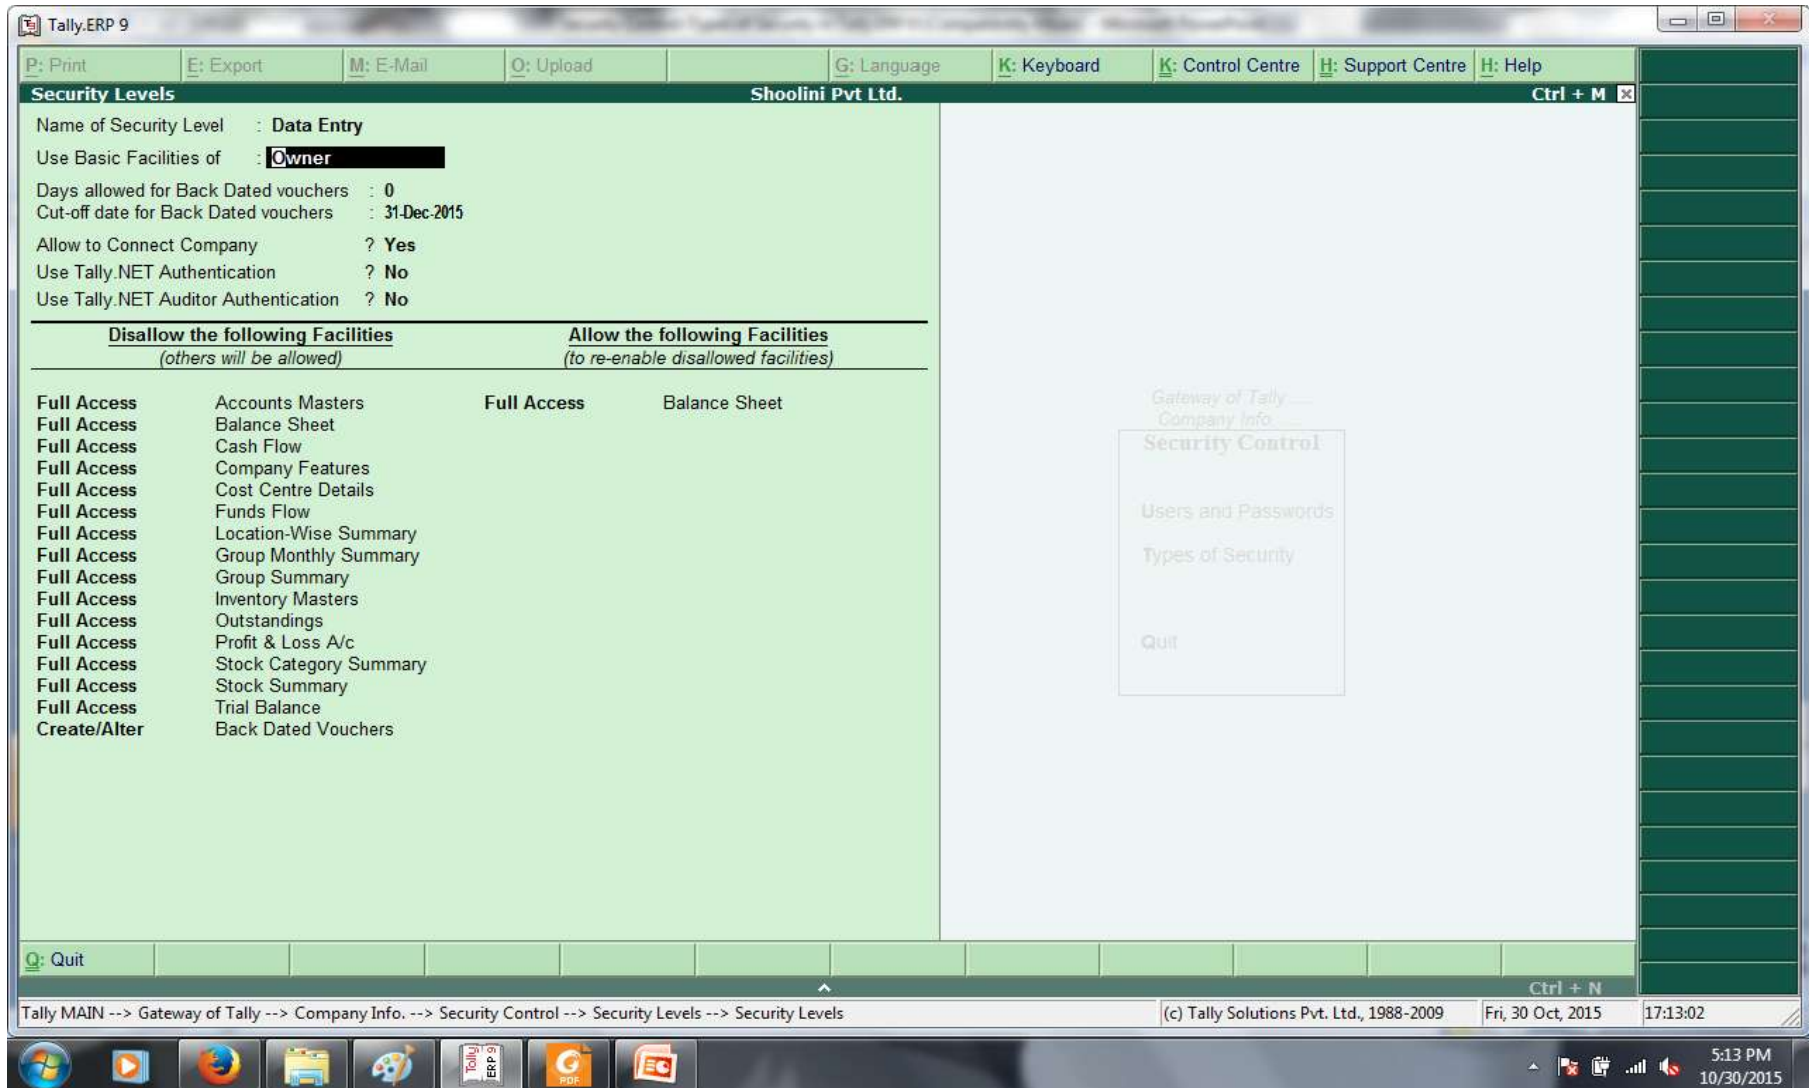 Tally.ERP 9
P: Print E: Export M: E-Mail O: Upload G: Language K: Keyboard K: Control Centre H: Support Centre H: Help
Security Levels Shoolini Pvt Ltd. Ctrl + M
Name of Security Level : Data Entry
Use Basic Facilities of : Owner
Days allowed for Back Dated vouchers : 0
Cut-off date for Back Dated vouchers : 31-Dec-2015
Allow to Connect Company ? Yes
Use Tally.NET Authentication ? No
Use Tally.NET Auditor Authentication ? No
Disallow the following Facilities Allow the following Facilities
(others will be allowed) (to re-enable disallowed facilities)
Full Access Accounts Masters Full Access Balance Sheet
Full Access Balance Sheet
Full Access Cash Flow
Full Access Company Features
Full Access Cost Centre Details
Full Access Funds Flow
Full Access Location-Wise Summary
Full Access Group Monthly Summary
Full Access Group Summary
Full Access Inventory Masters
Full Access Outstandings
Full Access Profit & Loss A/c
Full Access Stock Category Summary
Full Access Stock Summary
Full Access Trial Balance
Create/Alter Back Dated Vouchers
Gateway of Tally.....
Company Info......
Security Control
Users and Passwords
Types of Security
Quit
Q: Quit
Ctrl + N
Tally MAIN --> Gateway of Tally --> Company Info. --> Security Control --> Security Levels --> Security Levels (c) Tally Solutions Pvt. Ltd., 1988-2009 Fri, 30 Oct, 2015 17:13:02
Tally ERP 9
PDF
5:13 PM
10/30/2015